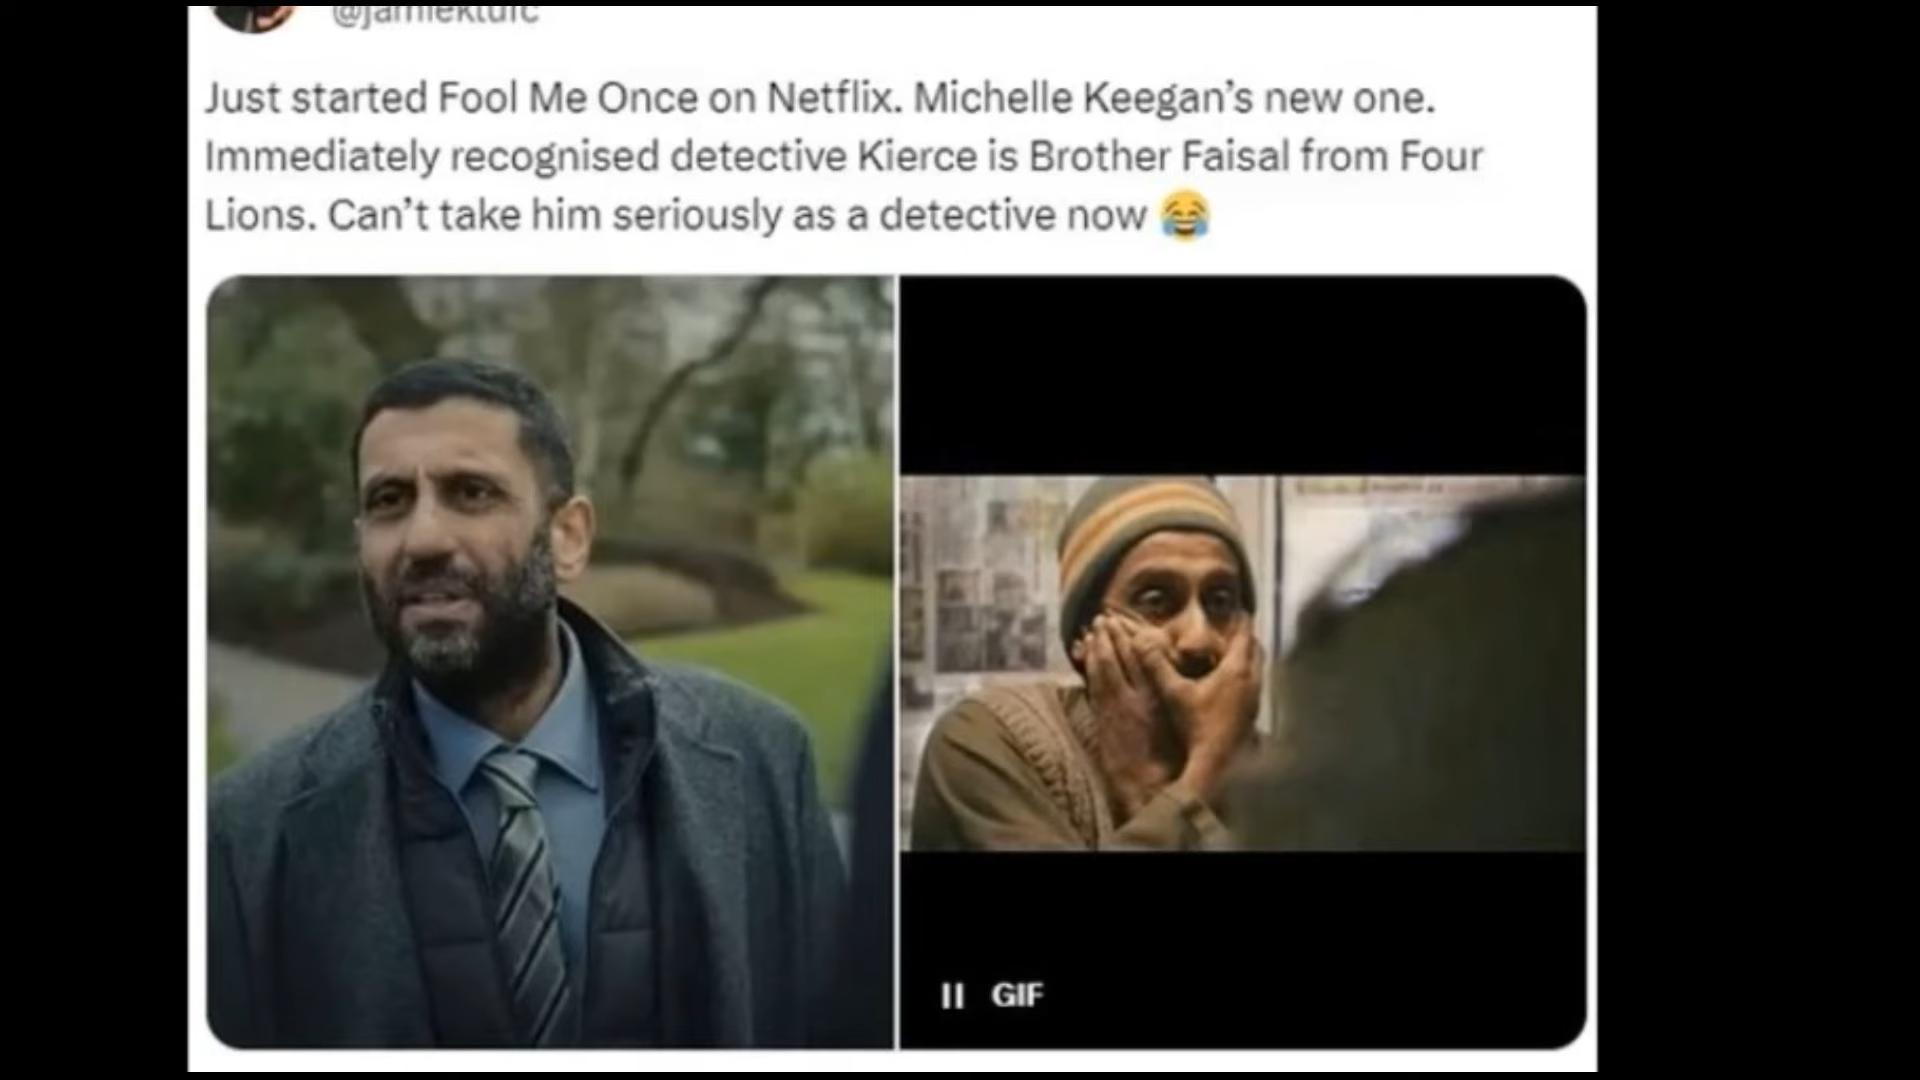 Just started Fool Me Once on Netflix. Michelle Keegan’s new one.
Immediately recognised detective Kierce is Brother Faisal from Four
Lions. Can’t take him seriously as a detective now 😂
GIF